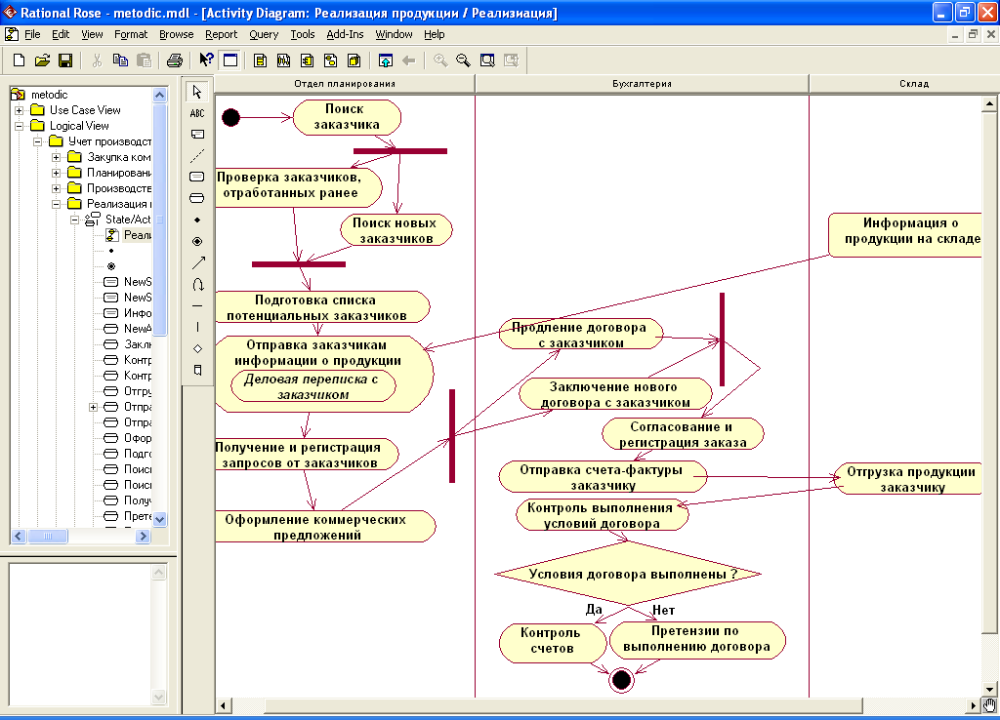 Rational Rose - metodic.mdl - [Activity Diagram: Реализация продукции / Реализиация]
File Edit View Format Browse Report Query Tools Add-Ins Window Help
metodic
Use Case View
Logical View
Учет производст
Закупка ком
Планировани
Производств
Реализация
State/Act
Реали
NewS
NewS
Инфо
NewA
Заклю
Контр
Контр
Отгру
Отпра
Отпра
Офор
Подго
Поиск
Поиск
Получ
Прете
ABC
Отдел планирования
Бухгалтерия
Склад
Поиск
заказчика
Проверка заказчиков,
отработанных ранее
Поиск новых
заказчиков
Информация о
продукции на складе
Подготовка списка
потенциальных заказчиков
Продление договора
с заказчиком
Отправка заказчикам
информации о продукции
Деловая переписка с
заказчиком
Заключение нового
договора с заказчиком
Согласование и
регистрация заказа
Получение и регистрация
запросов от заказчиков
Отправка счета-фактуры
заказчику
Отгрузка продукции
заказчику
Контроль выполнения
условий договора
Оформление коммерческих
предложений
Условия договора выполнены ?
Да
Нет
Контроль
счетов
Претензии по
выполнению договора